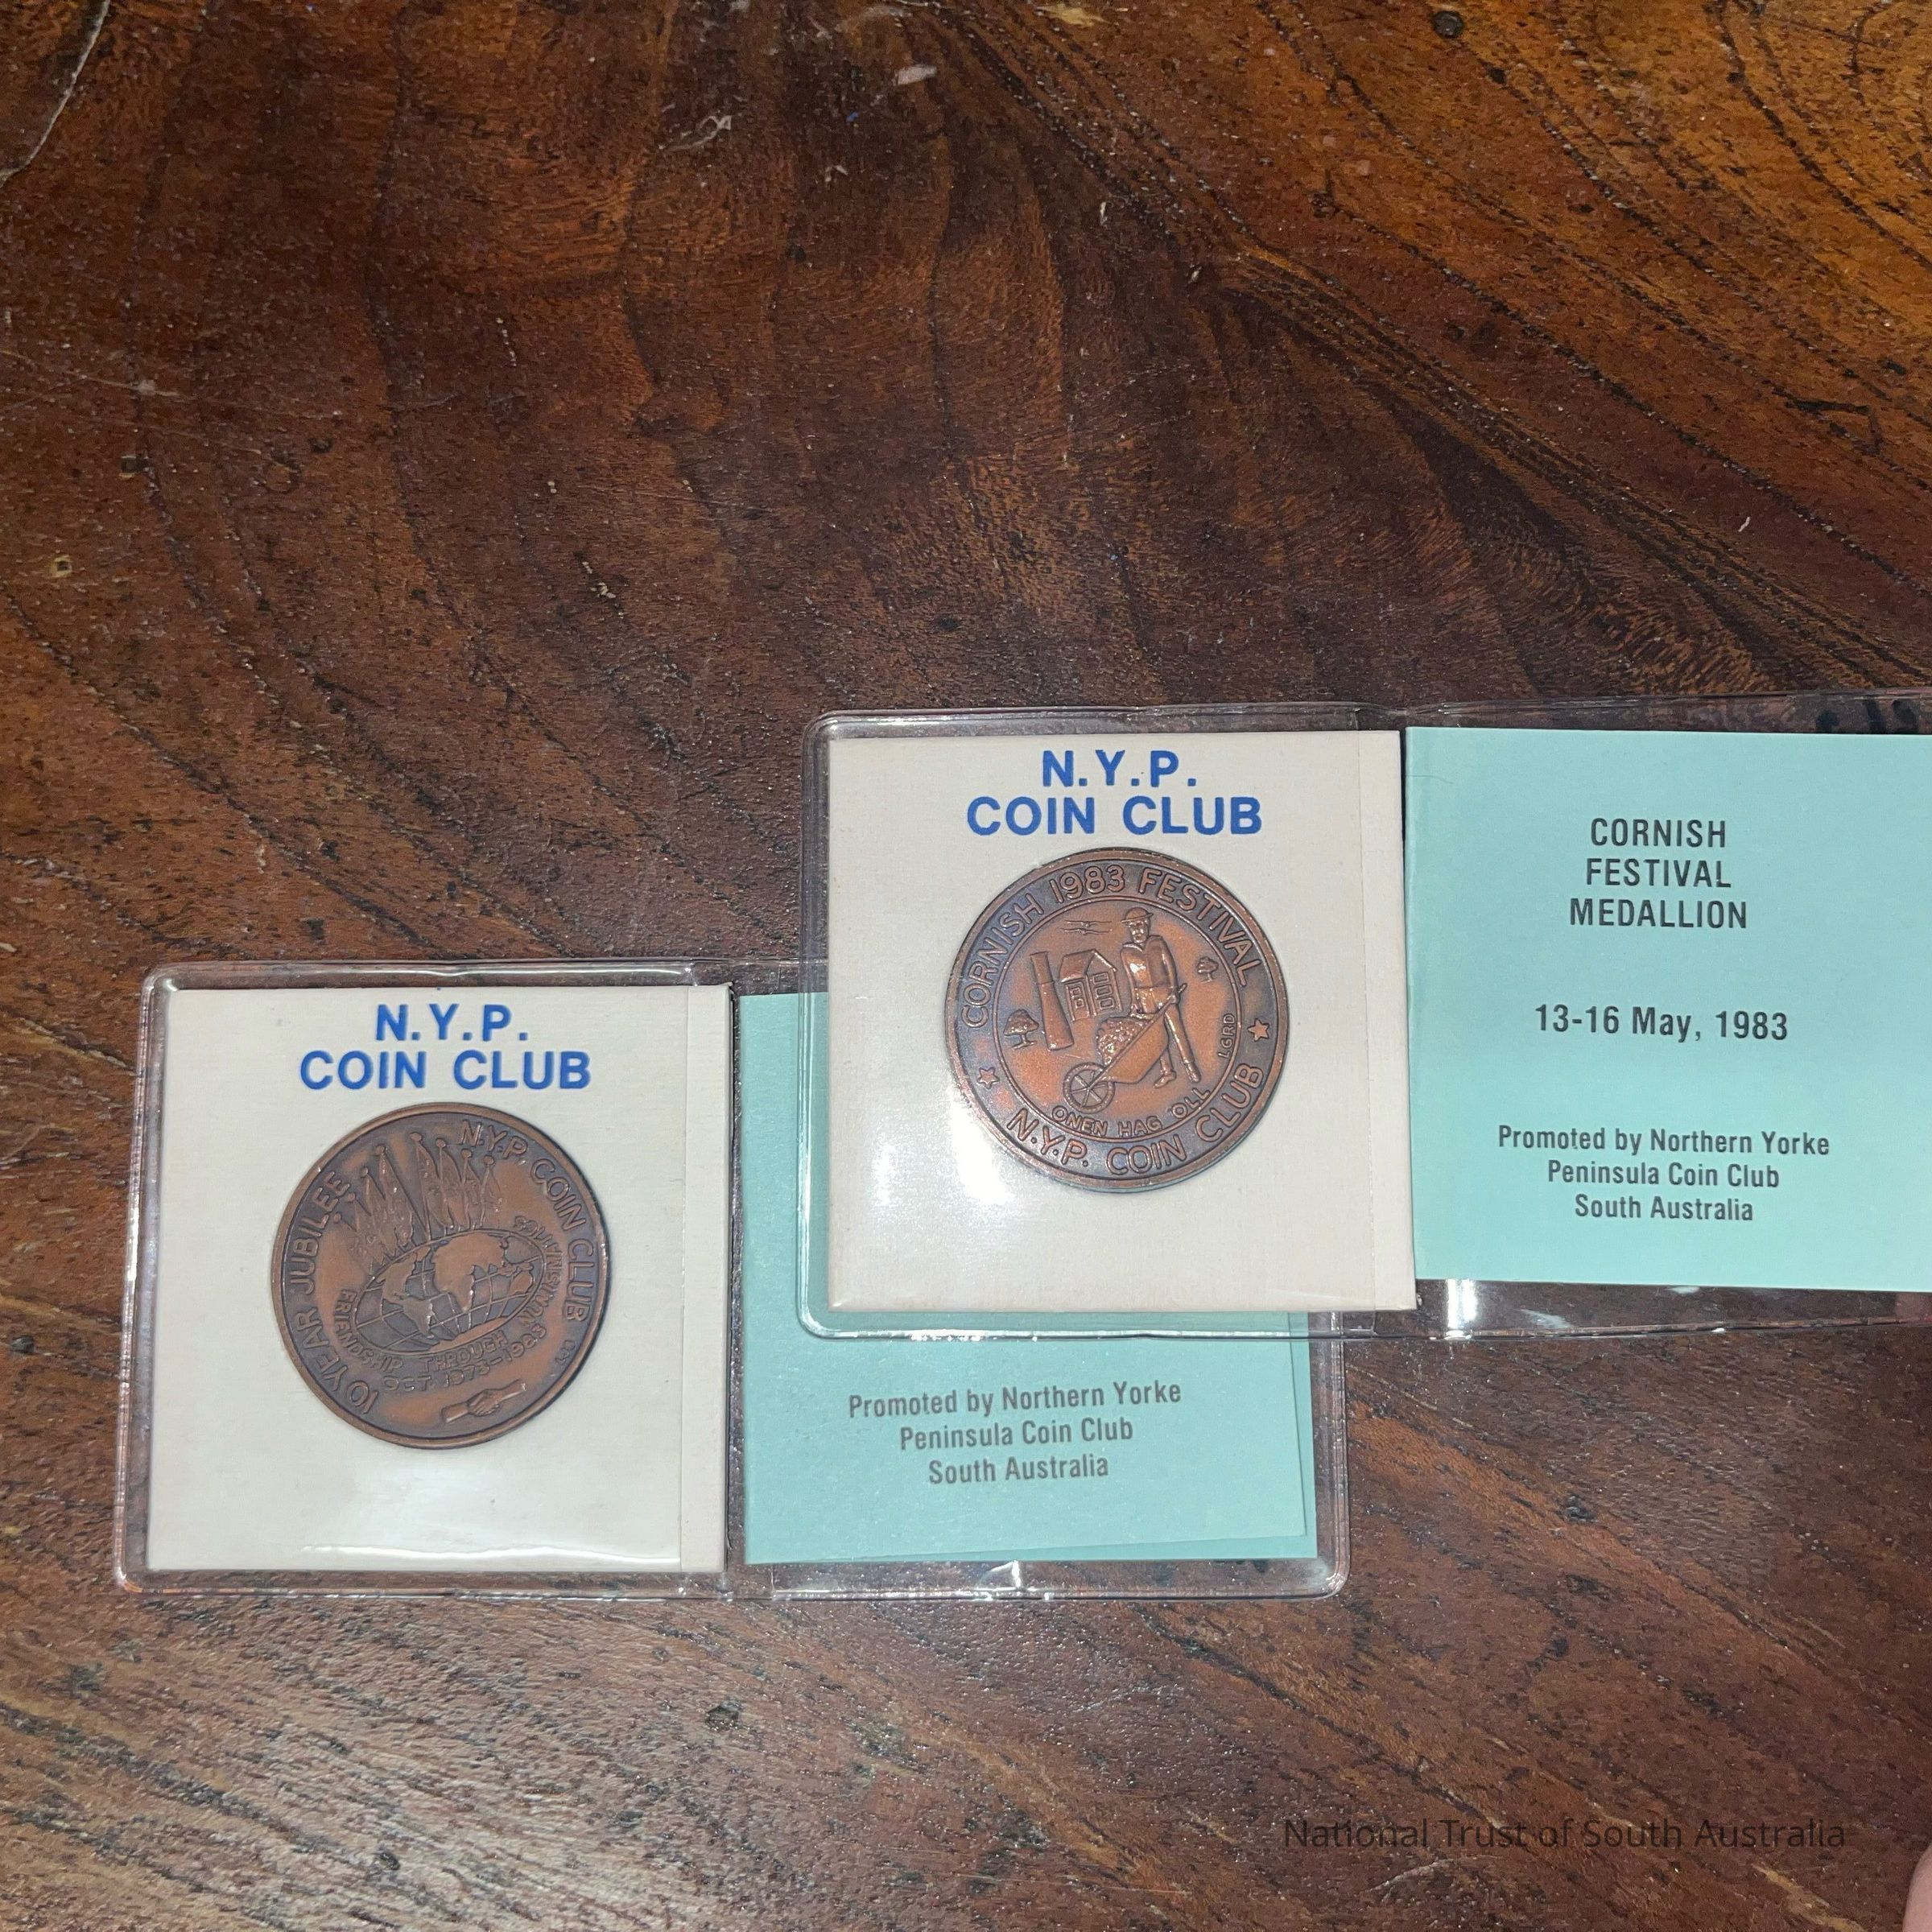 N.Y.P.
COIN CLUB
CORNISH 1983 FESTIVAL
LGRD
ONEN HAG OLL
N.Y.P. COIN CLUB
CORNISH
FESTIVAL
MEDALLION
13-16 May, 1983
Promoted by Northern Yorke
Peninsula Coin Club
South Australia
N.Y.P.
COIN CLUB
10 YEAR JUBILEE
N.Y.P. COIN CLUB
FRIENDSHIP THROUGH
OCT. 1973-1983
Promoted by Northern Yorke
Peninsula Coin Club
South Australia
National Trust of South Australia